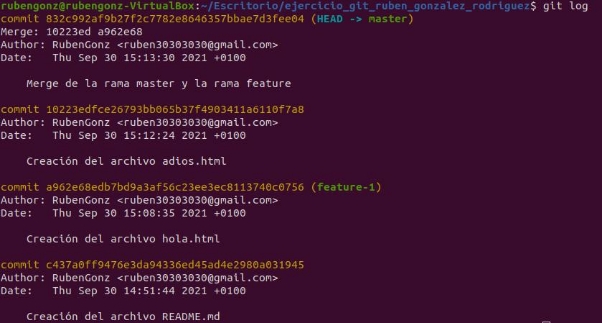 rubengonz@rubengonz-VirtualBox:~/Escritorio/ejercicio_git_ruben_gonzalez_rodriguez$ git log
commit 832c992af9b27f2c7782e8646357bbae7d3fee04 (HEAD -> master)
Merge: 10223ed a962e68
Author: RubenGonz <ruben30303030@gmail.com>
Date:   Thu Sep 30 15:13:30 2021 +0100
Merge de la rama master y la rama feature
commit 10223edfce26793bb065b37f4903411a6110f7a8
Author: RubenGonz <ruben30303030@gmail.com>
Date:   Thu Sep 30 15:12:24 2021 +0100
Creación del archivo adios.html
commit a962e68edb7bd9a3af56c23ee3ec8113740c0756 (feature-1)
Author: RubenGonz <ruben30303030@gmail.com>
Date:   Thu Sep 30 15:08:35 2021 +0100
Creación del archivo hola.html
commit c437a0ff9476e3da94336ed45ad4e2980a031945
Author: RubenGonz <ruben30303030@gmail.com>
Date:   Thu Sep 30 14:51:44 2021 +0100
Creación del archivo README.md